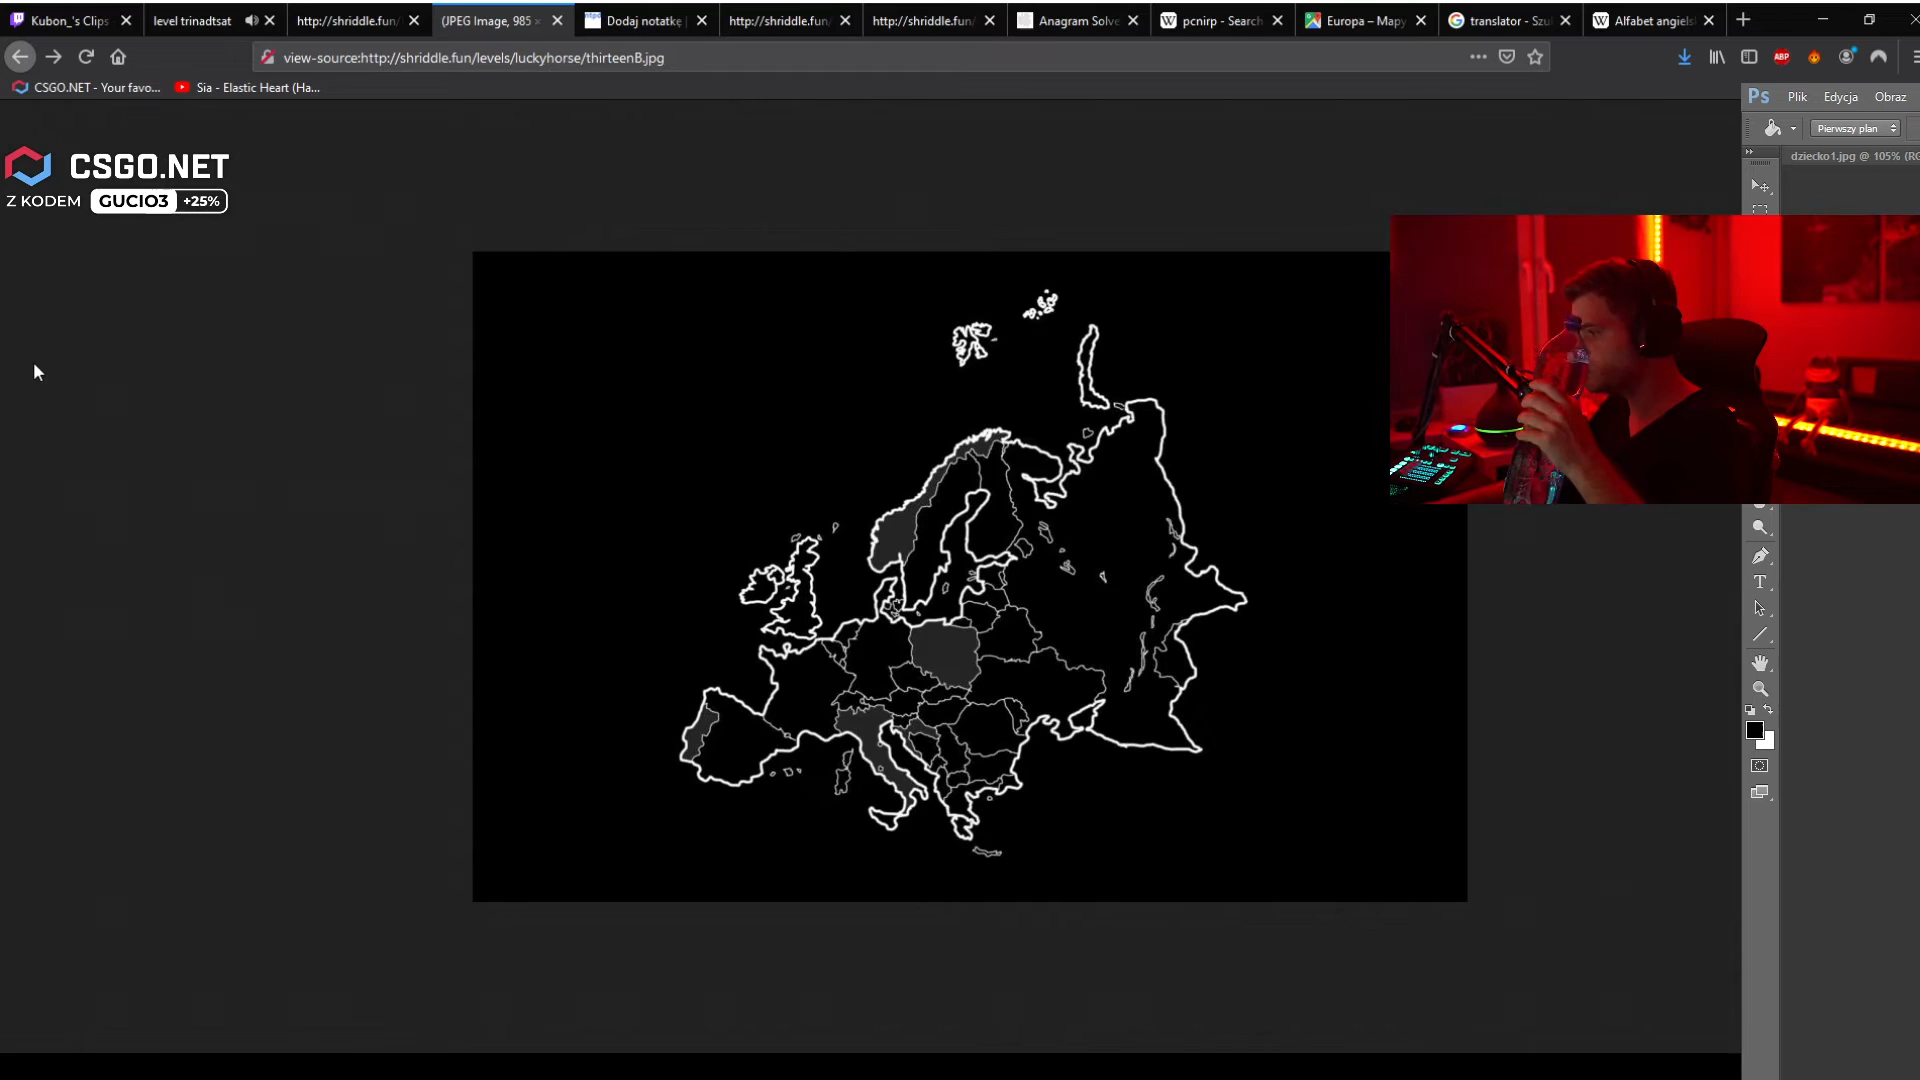 Kubon_'s Clips
level trinadtsat
http://shriddle.fun/
(JPEG Image, 985
ntpd
Dodaj notatkę
http://shriddle.fun/
http://shriddle.fun/
Anagram Solve
pcnirp - Search
Europa – Mapy
translator - Szu
Alfabet angiels
view-source:http://shriddle.fun/levels/luckyhorse/thirteenB.jpg
ABP
CSGO.NET - Your favo...
Sia - Elastic Heart (Ha...
Ps Plik Edycja Obraz
Pierwszy plan
dziecko1.jpg @ 105% (RG
CSGO.NET
Z KODEM GUCIO3 +25%